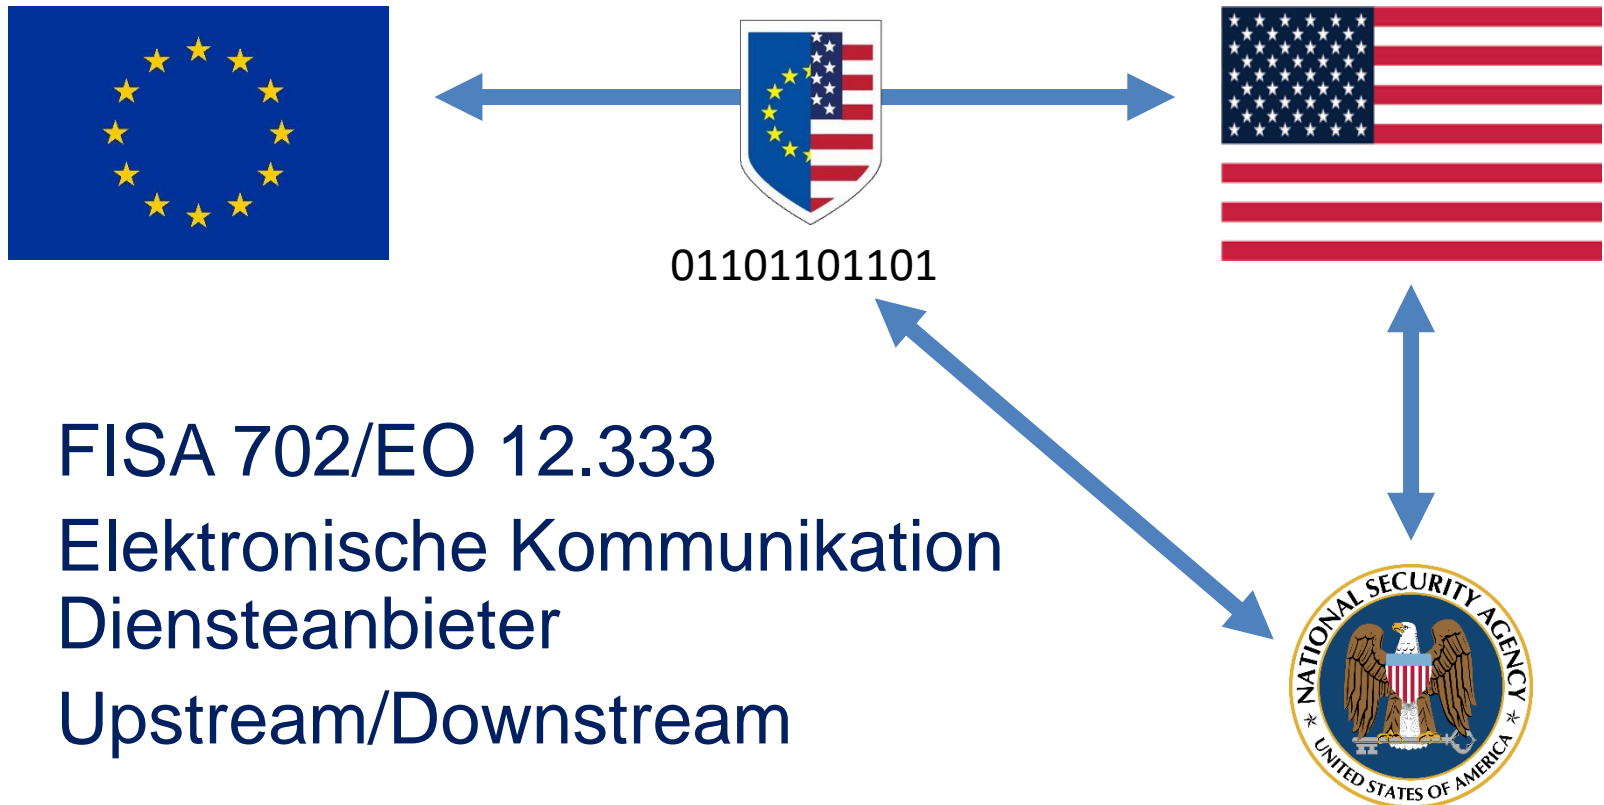 01101101101
FISA 702/EO 12.333
Elektronische Kommunikation
Diensteanbieter
Upstream/Downstream
NATIONAL SECURITY AGENCY
UNITED STATES OF AMERICA